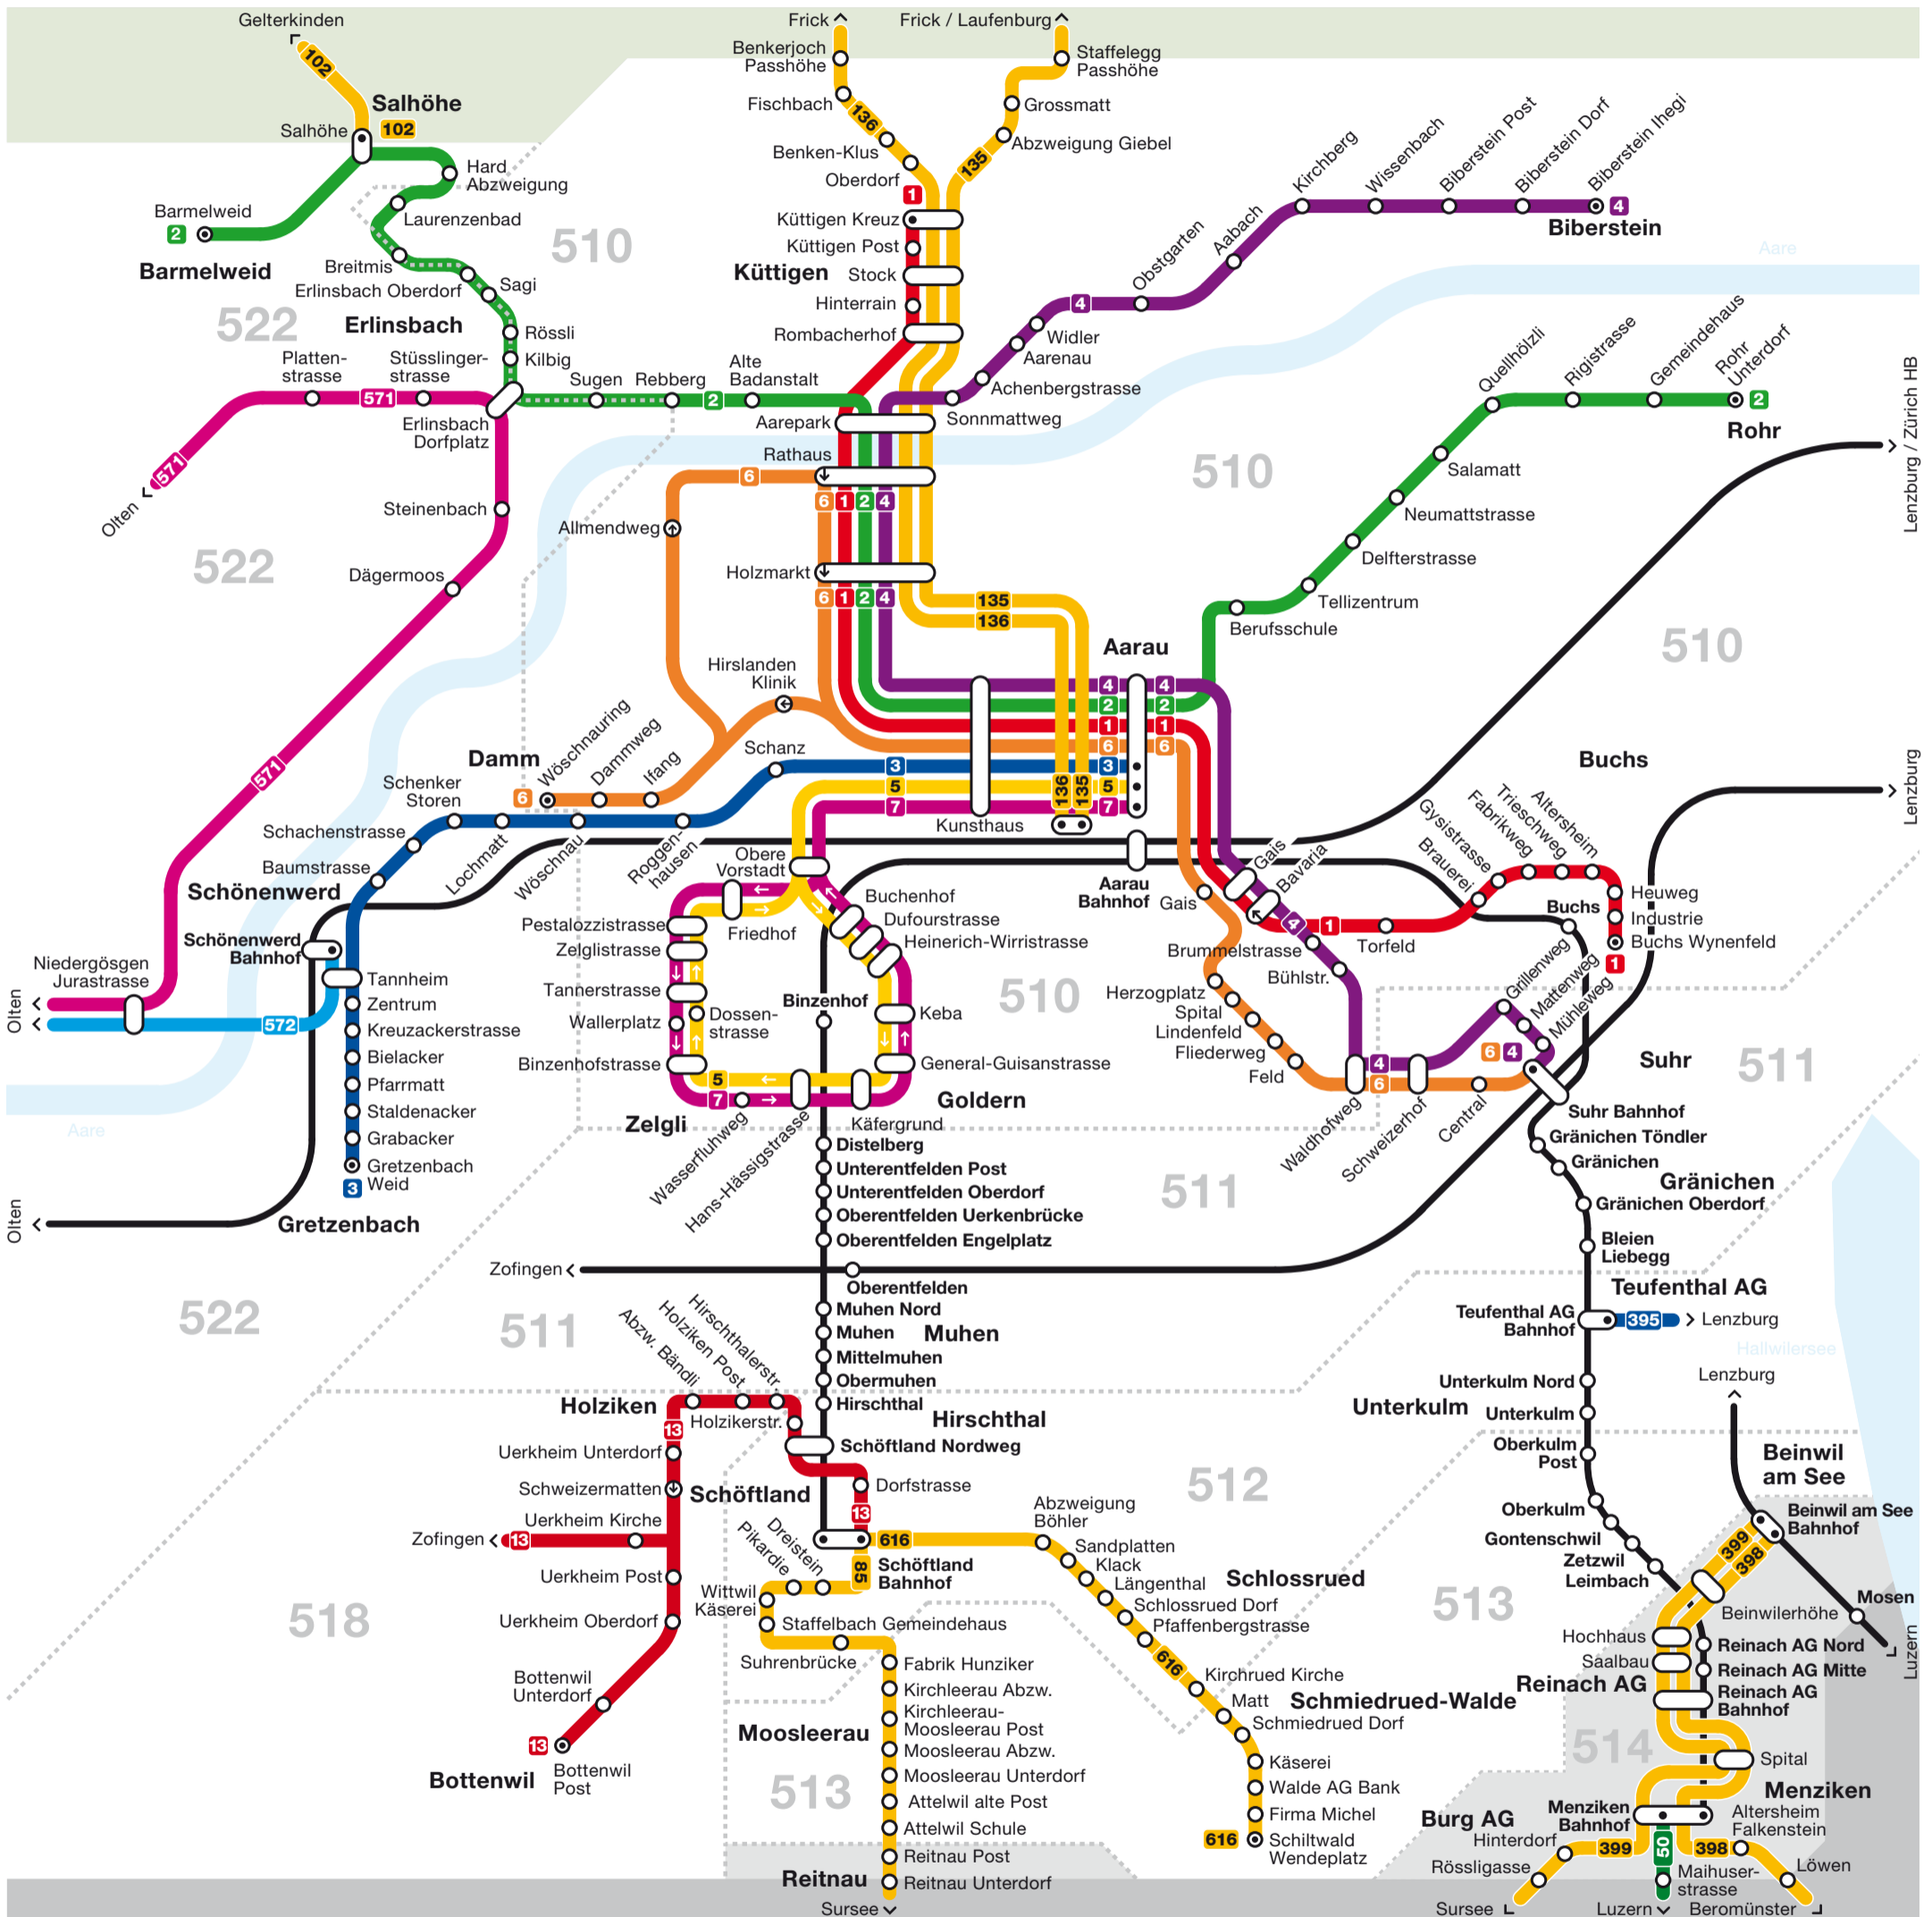 Gelterkinden
Frick
Frick / Laufenburg
102
Benkerjoch
Passhöhe
Staffelegg
Passhöhe
Salhöhe
Salhöhe
102
Fischbach
136
Grossmatt
Abzweigung Giebel
135
Benken-Klus
Oberdorf
1
Hard
Abzweigung
Laurenzenbad
Barmelweid
2
Barmelweid
Breitmis
Erlinsbach Oberdorf
Sagi
Erlinsbach
Rössli
Kilbig
510
522
Küttigen Kreuz
Küttigen Post
Küttigen
Stock
Hinterrain
Rombacherhof
Kirchberg
Wissenbach
Biberstein Post
Biberstein Dorf
Biberstein Ihegi
4
Biberstein
Aare
Obstgarten
Aabach
4
Widler
Aarenau
Achenbergstrasse
Sonnmattweg
Platten-
strasse
571
Stüsslinger-
strasse
Erlinsbach
Dorfplatz
Sugen
Rebberg
2
Alte
Badanstalt
Aarepark
Rathaus
571
Olten
Steinenbach
Dägermoos
522
6
Allmendweg
6
1
2
4
Holzmarkt
6
1
2
4
135
136
510
Quellhölzli
Rigistrasse
Gemeindehaus
Rohr
Unterdorf
2
Rohr
Salamatt
Neumattstrasse
Delfterstrasse
Tellizentrum
Berufsschule
Lenzburg / Zürich HB
510
Aarau
Hirslanden
Klinik
4
4
2
2
1
1
6
6
3
3
5
5
7
7
136
135
Kunsthaus
Damm
6
Wöschnauring
Dammweg
Ifang
Schanz
571
Schenker
Storen
Schachenstrasse
Baumstrasse
Lochmatt
Wöschnau
Roggen-
hausen
Schönenwerd
Schönenwerd
Bahnhof
Niedergösgen
Jurastrasse
Olten
572
Tannheim
Zentrum
Kreuzackerstrasse
Bielacker
Pfarrmatt
Staldenacker
Grabacker
Gretzenbach
Weid
3
Gretzenbach
Aare
Olten
Obere
Vorstadt
Pestalozzistrasse
Friedhof
Zelglistrasse
Tannerstrasse
Wallerplatz
Dossen-
strasse
Binzenhofstrasse
5
7
Zelgli
Wasserfluhweg
Hans-Hässigstrasse
Käfergrund
Goldern
Buchenhof
Dufourstrasse
Heinerich-Wirristrasse
Keba
General-Guisanstrasse
Binzenhof
510
Aarau
Bahnhof
Gais
Gais
Bavaria
4
1
Torfeld
Brummelstrasse
Bühlstr.
Herzogplatz
Spital
Lindenfeld
Fliederweg
Feld
Buchs
Brauerei
Gysistrasse
Fabrikweg
Trieschweg
Altersheim
Heuweg
Industrie
Buchs Wynenfeld
1
Buchs
Lenzburg
Grillenweg
Mattenweg
Mühleweg
4
6
6
4
Waldhofweg
Schweizerhof
Central
Suhr
Suhr Bahnhof
511
Distelberg
Unterentfelden Post
Unterentfelden Oberdorf
Oberentfelden Uerkenbrücke
Oberentfelden Engelplatz
Zofingen
Oberentfelden
Muhen Nord
Muhen
Muhen
Mittelmuhen
Obermuhen
Hirschthal
Hirschthal
Schöftland Nordweg
511
Gränichen Töndler
Gränichen
Gränichen
Gränichen Oberdorf
Bleien
Liebegg
Teufenthal AG
Teufenthal AG
Bahnhof
395
Lenzburg
Hallwilersee
Unterkulm Nord
Unterkulm
Unterkulm
Oberkulm
Post
Oberkulm
Gontenschwil
Zetzwil
Leimbach
522
511
Abzw. Bändli
Holziken Post
Hirschthalerstr.
Holziken
Holzikerstr.
13
Uerkheim Unterdorf
Schweizermatten
Uerkheim Kirche
Zofingen
13
Uerkheim Post
Uerkheim Oberdorf
518
Bottenwil
Unterdorf
13
Bottenwil
Post
Bottenwil
Schöftland
Dorfstrasse
13
616
Schöftland
Bahnhof
85
Pikardie
Dreistein
Wittwil
Käserei
Staffelbach Gemeindehaus
Suhrenbrücke
Fabrik Hunziker
Kirchleerau Abzw.
Kirchleerau-
Moosleerau Post
Moosleerau
Moosleerau Abzw.
Moosleerau Unterdorf
Attelwil alte Post
Attelwil Schule
513
Reitnau Post
Reitnau
Reitnau Unterdorf
Sursee
512
Abzweigung
Böhler
Sandplatten
Klack
Längenthal
Schlossrued Dorf
Pfaffenbergstrasse
Schlossrued
616
Kirchrued Kirche
Matt
Schmiedrued-Walde
Schmiedrued Dorf
Käserei
Walde AG Bank
Firma Michel
616
Schiltwald
Wendeplatz
513
Lenzburg
Beinwil
am See
Beinwil am See
Bahnhof
399
398
Beinwilerhöhe
Mosen
Luzern
Hochhaus
Saalbau
Reinach AG Nord
Reinach AG Mitte
Reinach AG
Reinach AG
Bahnhof
514
Spital
Menziken
Menziken
Bahnhof
Burg AG
Hinterdorf
Rössligasse
399
50
398
Altersheim
Falkenstein
Löwen
Maihuser-
strasse
Sursee
Luzern
Beromünster